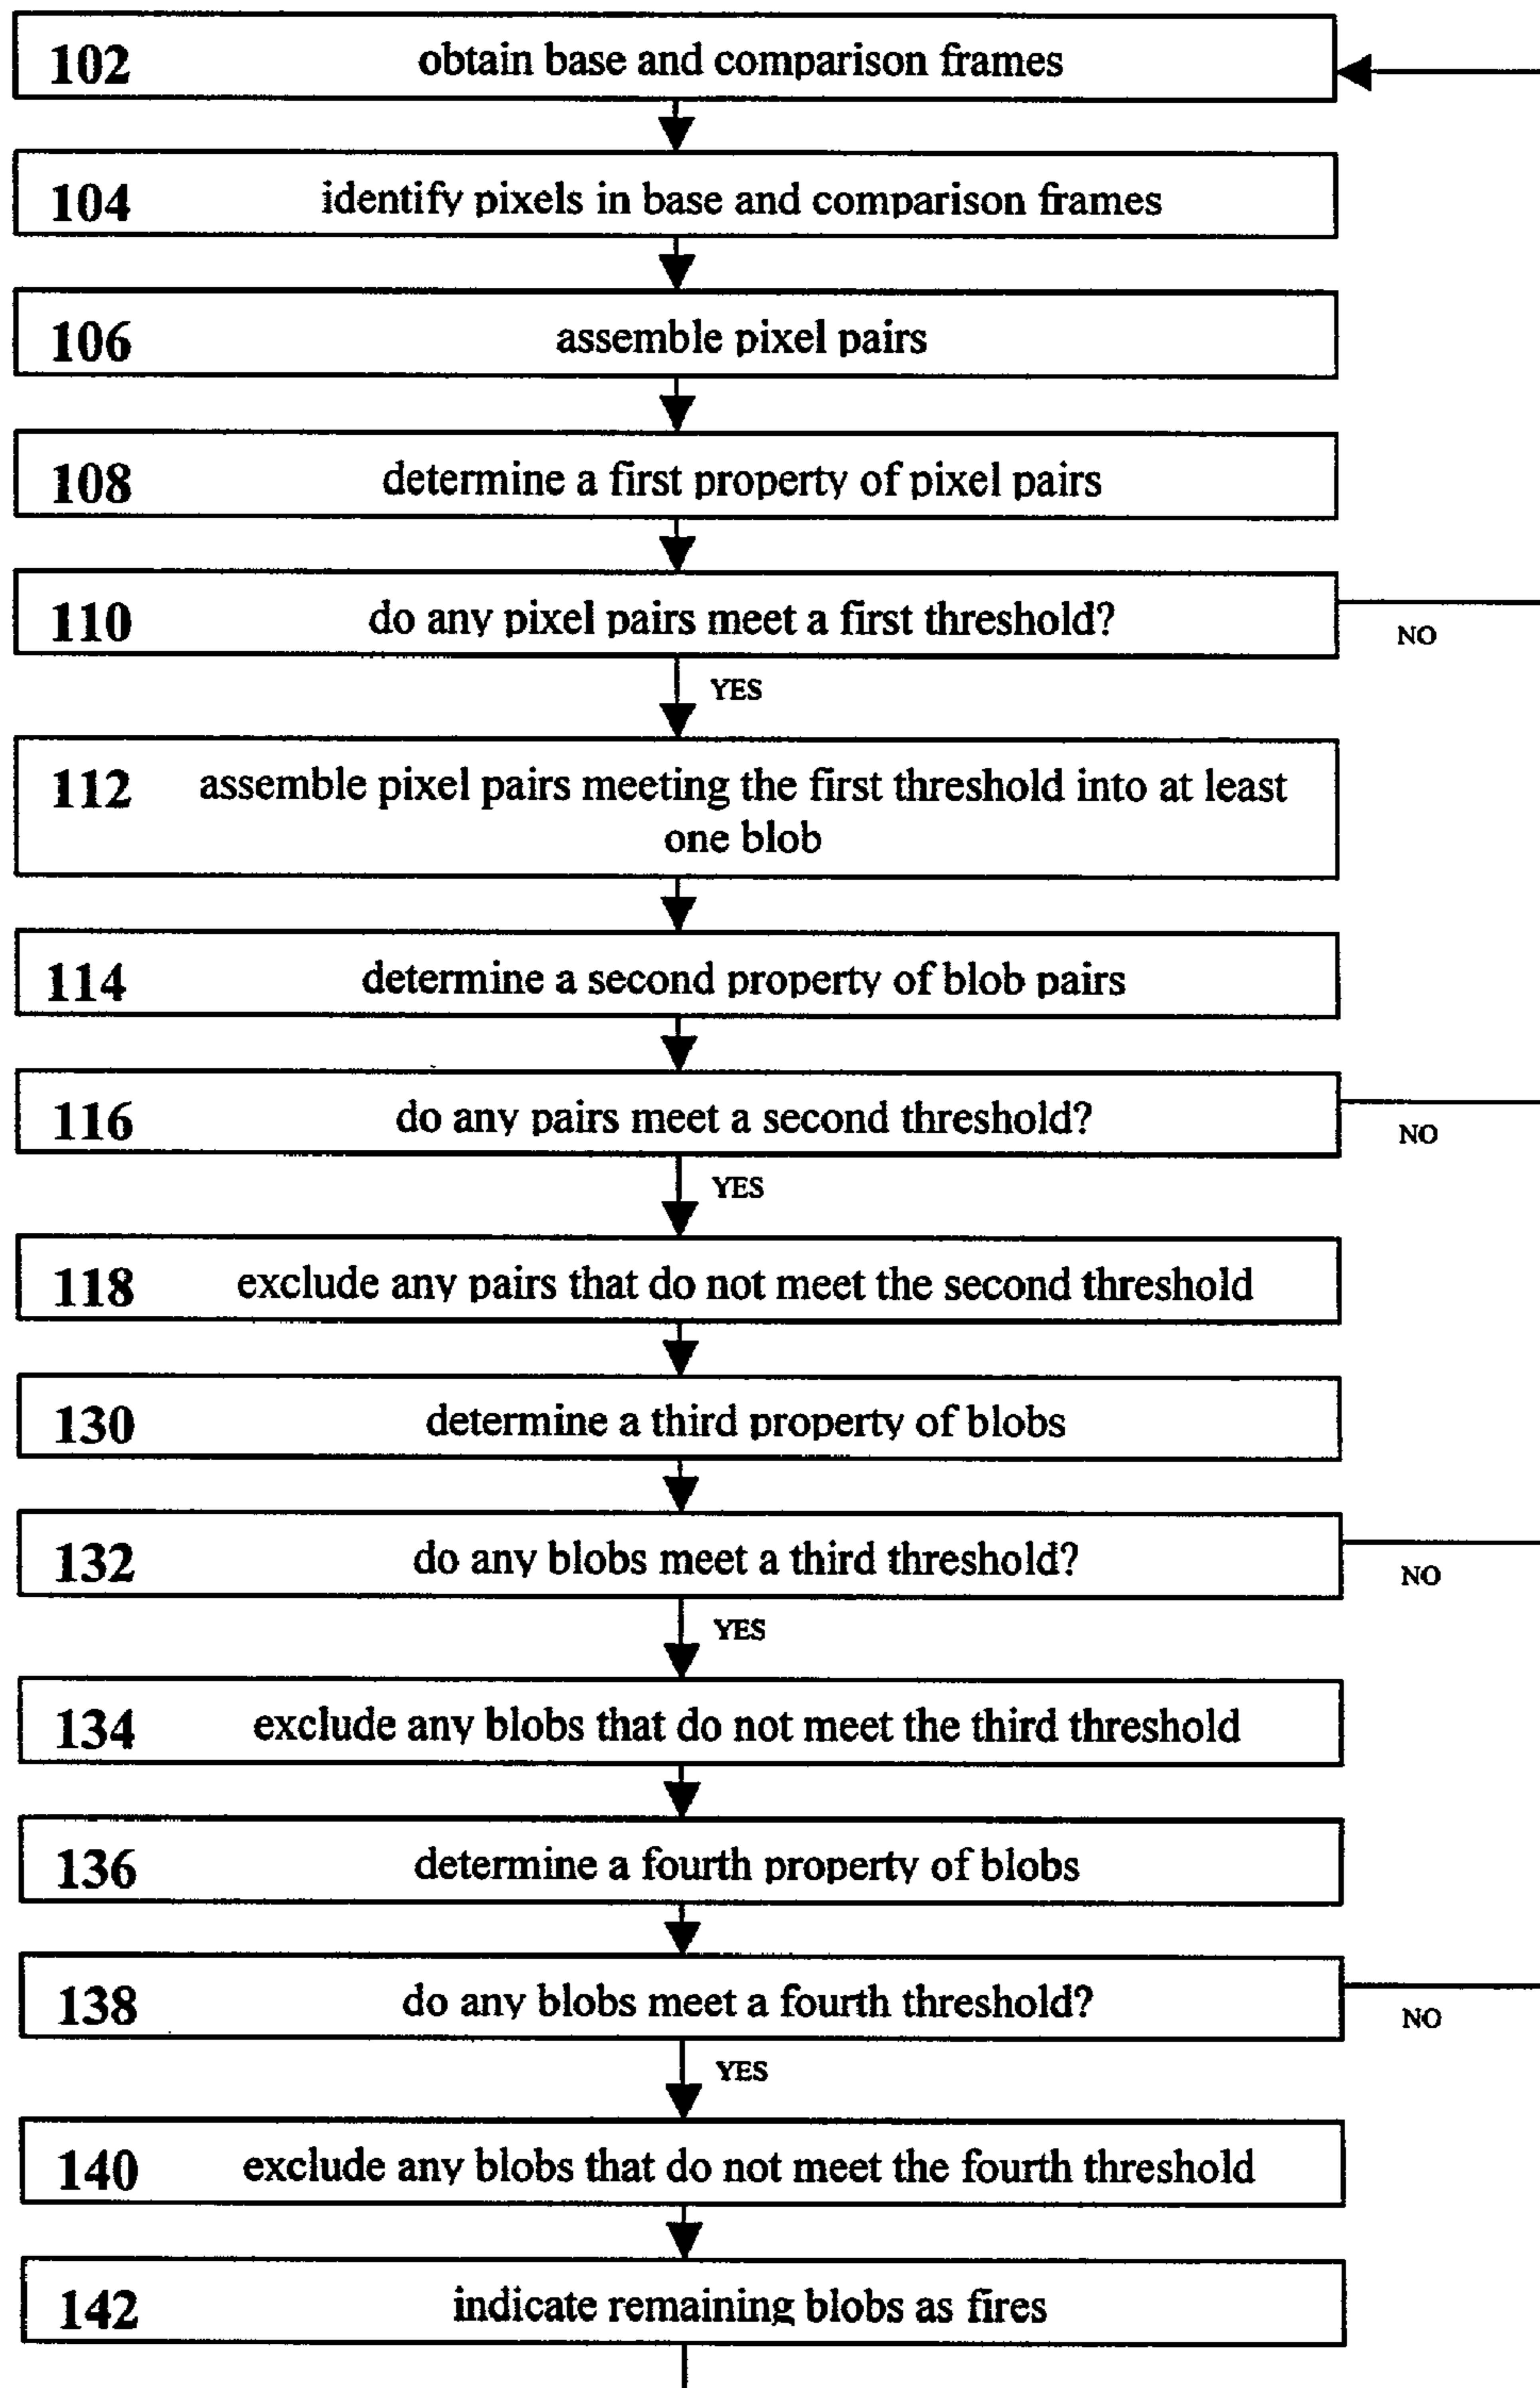 102 obtain base and comparison frames
104 identify pixels in base and comparison frames
106 assemble pixel pairs
108 determine a first property of pixel pairs
110 do any pixel pairs meet a first threshold?
NO
YES
112 assemble pixel pairs meeting the first threshold into at least
one blob
114 determine a second property of blob pairs
116 do any pairs meet a second threshold?
NO
YES
118 exclude any pairs that do not meet the second threshold
130 determine a third property of blobs
132 do any blobs meet a third threshold?
NO
YES
134 exclude any blobs that do not meet the third threshold
136 determine a fourth property of blobs
138 do any blobs meet a fourth threshold?
NO
YES
140 exclude any blobs that do not meet the fourth threshold
142 indicate remaining blobs as fires